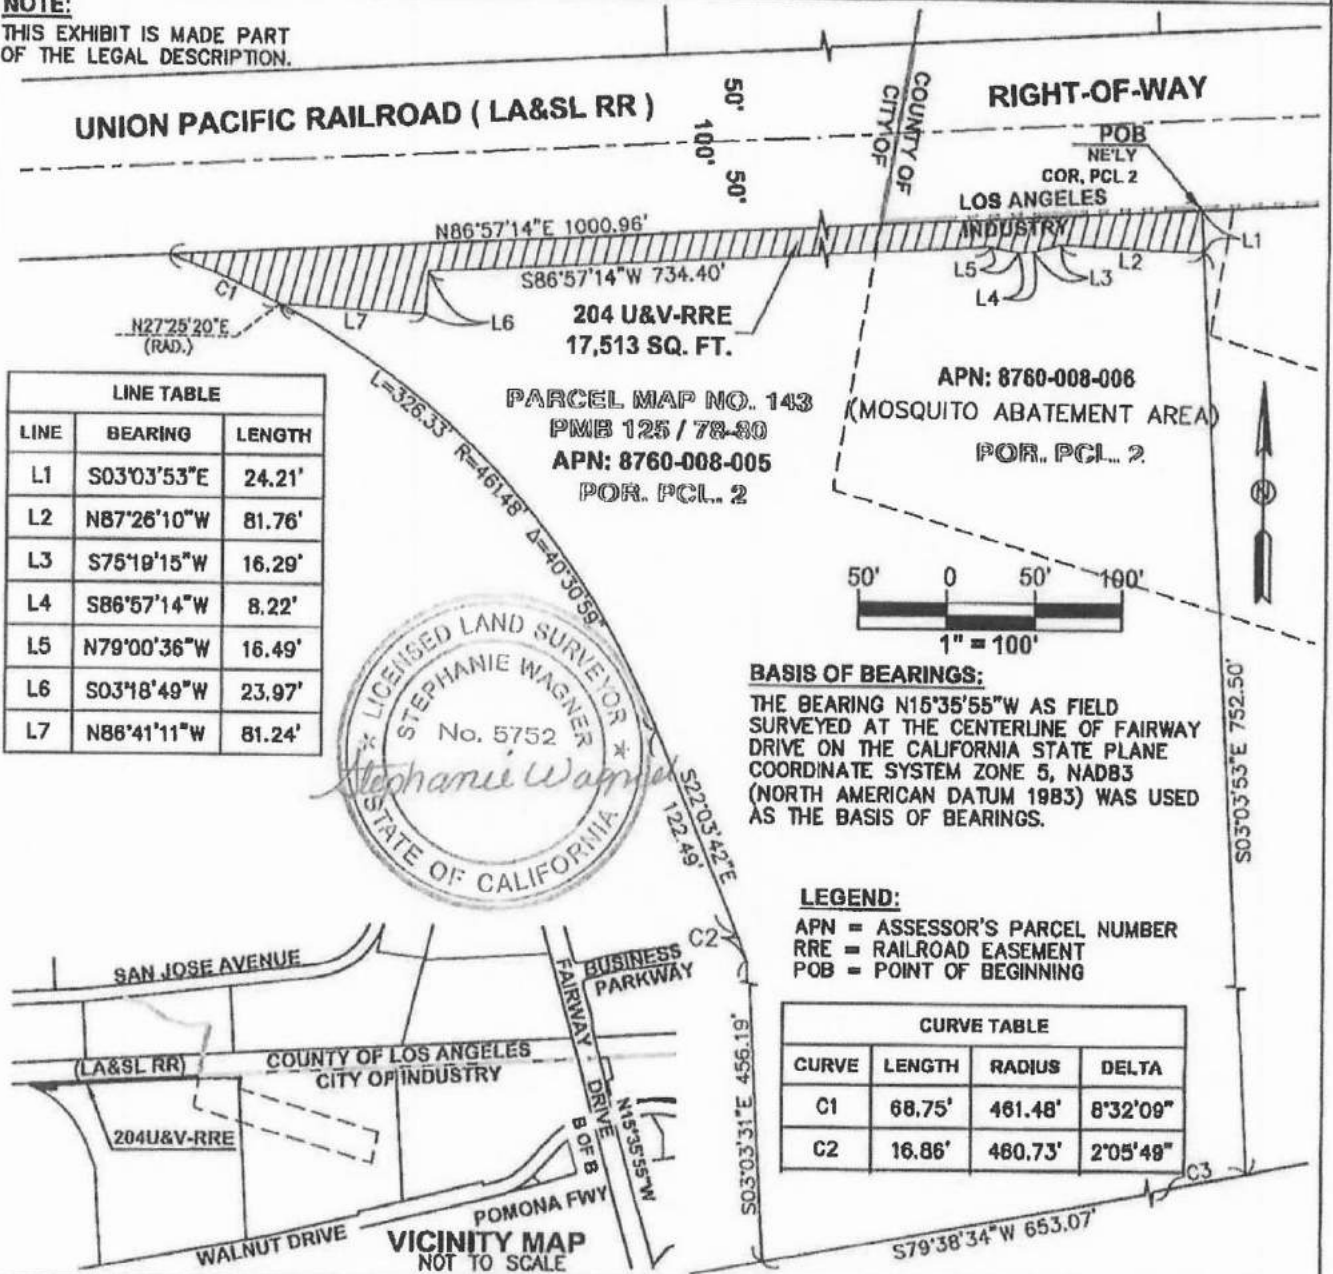 NOTE:
THIS EXHIBIT IS MADE PART
OF THE LEGAL DESCRIPTION.
UNION PACIFIC RAILROAD ( LA&SL RR )
50'
100'
50'
CITY OF
COUNTY OF
RIGHT-OF-WAY
POB
NE'LY
COR, PCL 2
LOS ANGELES
INDUSTRY
N86°57'14"E 1000.96'
S86°57'14"W 734.40'
L1
L2
L3
L4
L5
L6
L7
C1
N27°25'20"E
(RAD.)
204 U&V-RRE
17,513 SQ. FT.
L=326.33' R=461.48' Δ=40°30'59"
PARCEL MAP NO. 143
PMB 125 / 78-80
APN: 8760-008-005
POR. PCL. 2
APN: 8760-008-006
(MOSQUITO ABATEMENT AREA)
POR. PCL. 2
LINE TABLE
LINE BEARING LENGTH
L1 S03°03'53"E 24.21'
L2 N87°26'10"W 81.76'
L3 S75°19'15"W 16.29'
L4 S86°57'14"W 8.22'
L5 N79°00'36"W 16.49'
L6 S03°18'49"W 23.97'
L7 N86°41'11"W 81.24'
N
50' 0 50' 100'
1" = 100'
LICENSED LAND SURVEYOR
STEPHANIE WAGNER
No. 5752
Stephanie Wagner
STATE OF CALIFORNIA
BASIS OF BEARINGS:
THE BEARING N15°35'55"W AS FIELD
SURVEYED AT THE CENTERLINE OF FAIRWAY
DRIVE ON THE CALIFORNIA STATE PLANE
COORDINATE SYSTEM ZONE 5, NAD83
(NORTH AMERICAN DATUM 1983) WAS USED
AS THE BASIS OF BEARINGS.
S22°03'42"E
122.49'
S03°03'53"E 752.50'
LEGEND:
APN = ASSESSOR'S PARCEL NUMBER
RRE = RAILROAD EASEMENT
POB = POINT OF BEGINNING
C2
S03°03'31"E 456.19'
CURVE TABLE
CURVE LENGTH RADIUS DELTA
C1 68.75' 461.48' 8°32'09"
C2 16.86' 460.73' 2°05'49"
C3
S79°38'34"W 653.07'
SAN JOSE AVENUE
BUSINESS
PARKWAY
FAIRWAY DRIVE
(LA&SL RR)
COUNTY OF LOS ANGELES
CITY OF INDUSTRY
204U&V-RRE
B OF B
N15°35'55"W
POMONA FWY
WALNUT DRIVE
VICINITY MAP
NOT TO SCALE